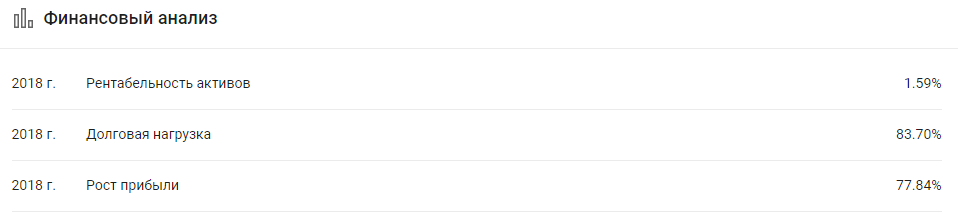 Финансовый анализ
2018 г. Рентабельность активов 1.59%
2018 г. Долговая нагрузка 83.70%
2018 г. Рост прибыли 77.84%